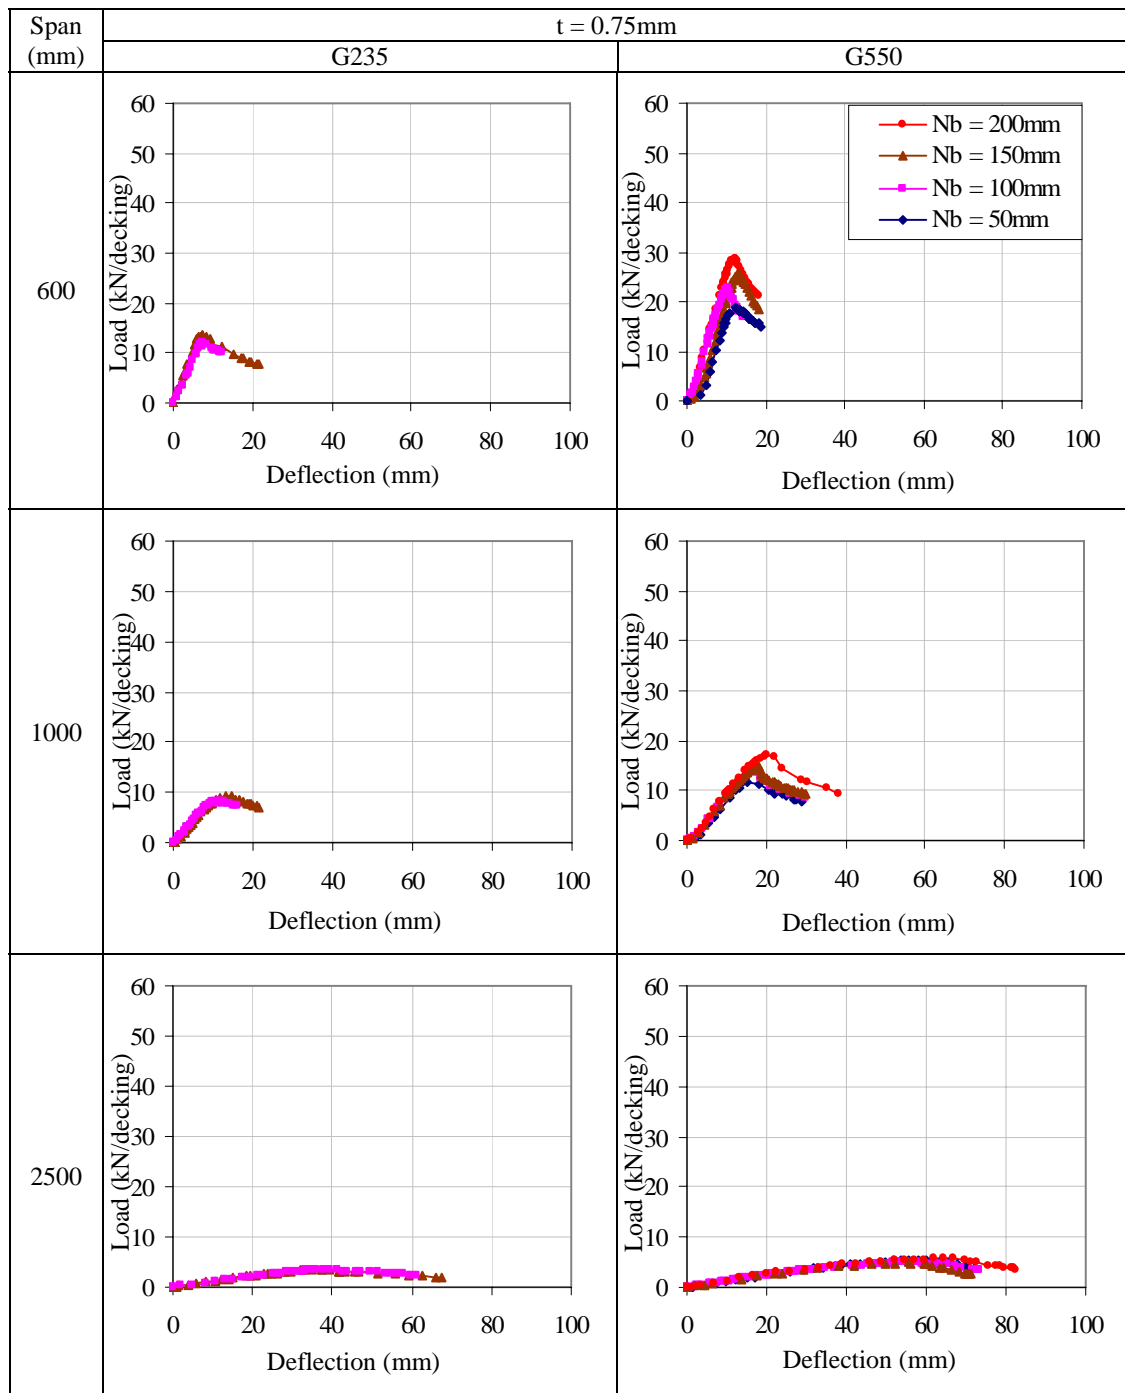 Span
(mm)
t = 0.75mm
G235
G550
600
Load (kN/decking)
60
50
40
30
20
10
0
0 20 40 60 80 100
Deflection (mm)
Load (kN/decking)
60
50
40
30
20
10
0
0 20 40 60 80 100
Deflection (mm)
Nb = 200mm
Nb = 150mm
Nb = 100mm
Nb = 50mm
1000
Load (kN/decking)
60
50
40
30
20
10
0
0 20 40 60 80 100
Deflection (mm)
Load (kN/decking)
60
50
40
30
20
10
0
0 20 40 60 80 100
Deflection (mm)
2500
Load (kN/decking)
60
50
40
30
20
10
0
0 20 40 60 80 100
Deflection (mm)
Load (kN/decking)
60
50
40
30
20
10
0
0 20 40 60 80 100
Deflection (mm)